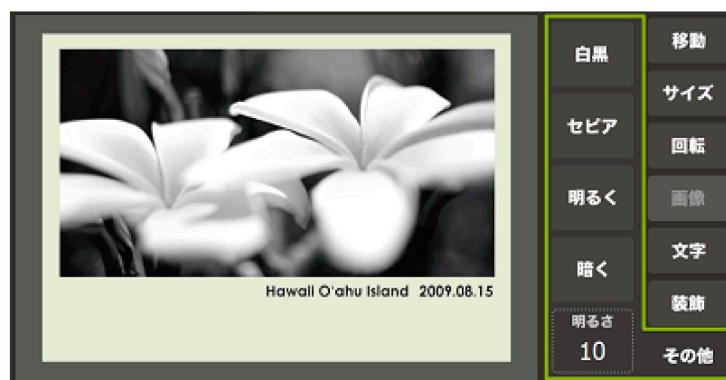 Hawaii O'ahu Island 2009.08.15
白黒
セピア
明るく
暗く
明るさ
10
移動
サイズ
回転
画像
文字
装飾
その他